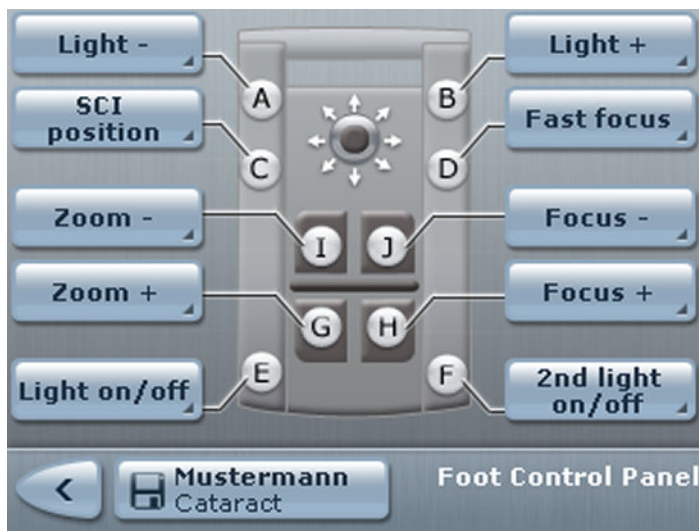 Light -
Light +
A
B
SCI
position
Fast focus
C
D
Zoom -
Focus -
I
J
Zoom +
Focus +
G
H
Light on/off
E
F
2nd light
on/off
Mustermann
Cataract
Foot Control Panel